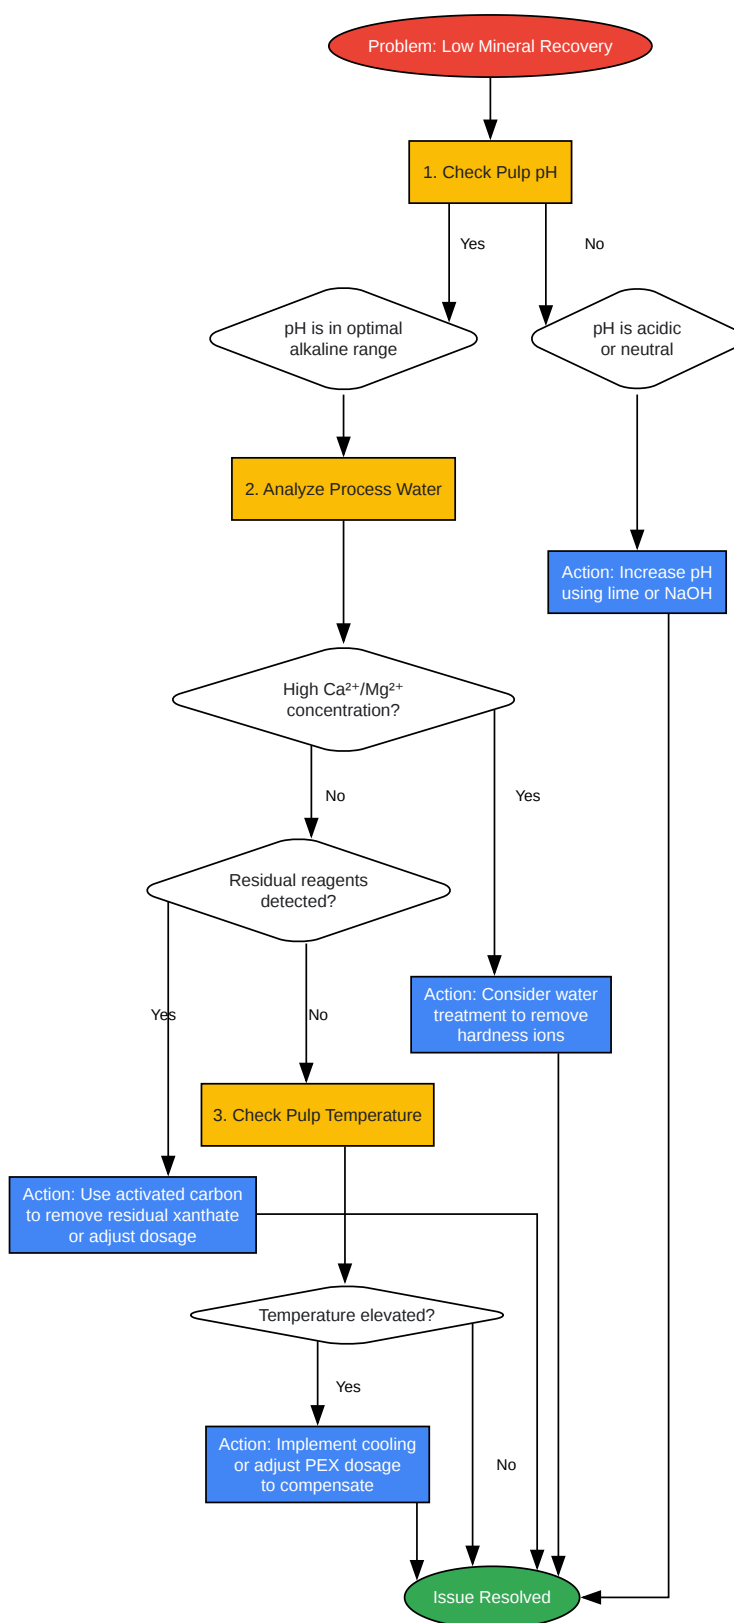 Problem: Low Mineral Recovery
1. Check Pulp pH
Yes
No
pH is in optimal
alkaline range
pH is acidic
or neutral
2. Analyze Process Water
Action: Increase pH
using lime or NaOH
High Ca²⁺/Mg²⁺
concentration?
No
Yes
Residual reagents
detected?
Action: Consider water
treatment to remove
hardness ions
Yes
No
3. Check Pulp Temperature
Action: Use activated carbon
to remove residual xanthate
or adjust dosage
Temperature elevated?
Yes
Action: Implement cooling
or adjust PEX dosage
to compensate
No
Issue Resolved